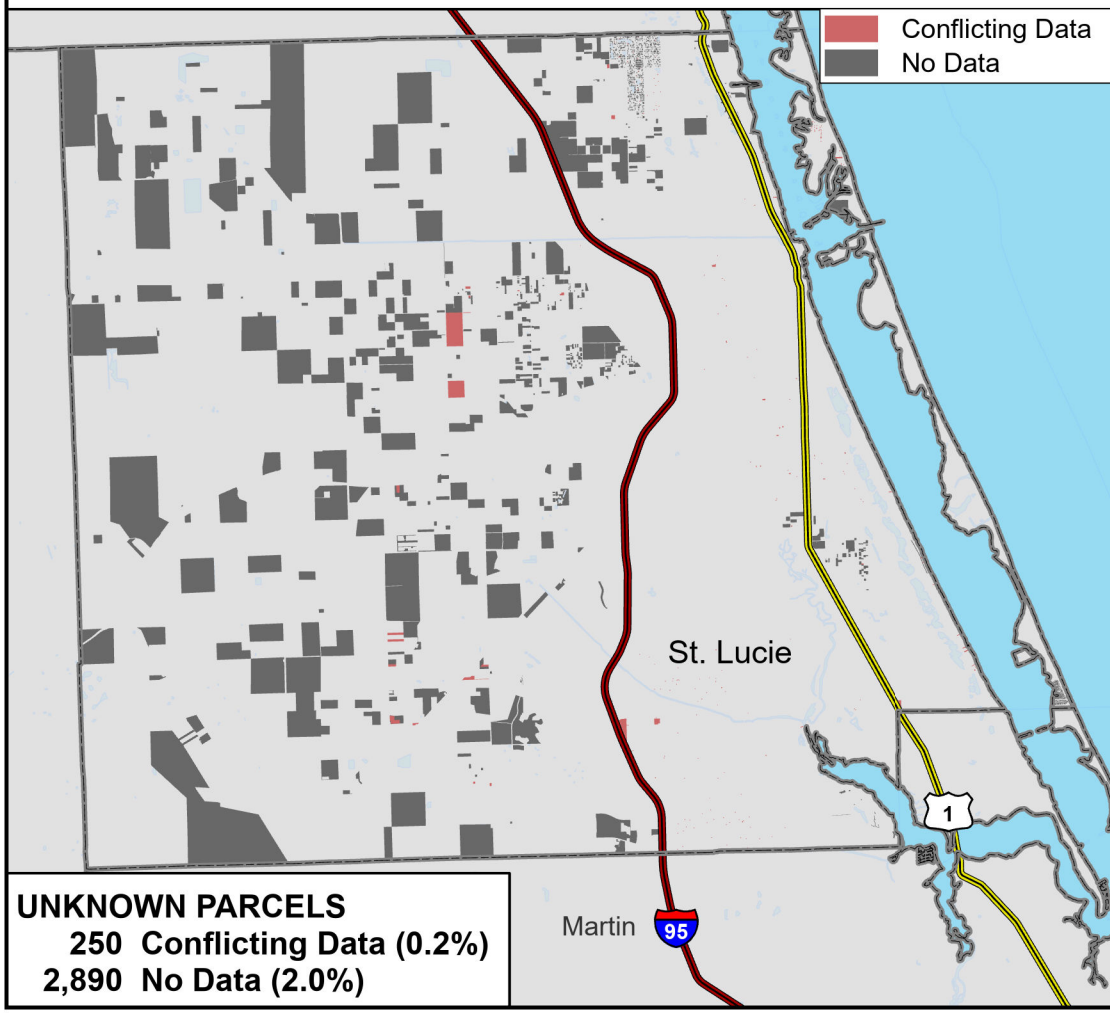 Conflicting Data
No Data
St. Lucie
1
UNKNOWN PARCELS
250 Conflicting Data (0.2%)
2,890 No Data (2.0%)
Martin
95